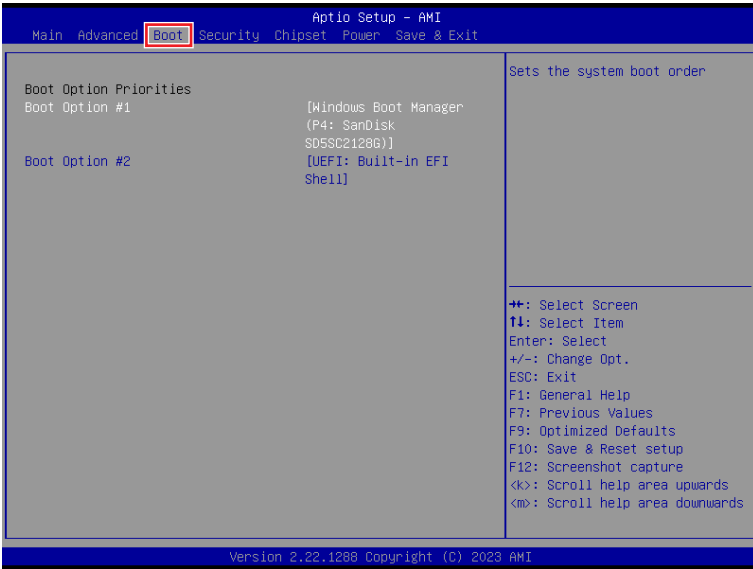 Aptio Setup – AMI
Main Advanced Boot Security Chipset Power Save & Exit
Boot Option Priorities
Boot Option #1 [Windows Boot Manager
(P4: SanDisk
SD5SC2128G)]
Boot Option #2 [UEFI: Built-in EFI
Shell]
Sets the system boot order
→←: Select Screen
↑↓: Select Item
Enter: Select
+/-: Change Opt.
ESC: Exit
F1: General Help
F7: Previous Values
F9: Optimized Defaults
F10: Save & Reset setup
F12: Screenshot capture
<k>: Scroll help area upwards
<m>: Scroll help area downwards
Version 2.22.1288 Copyright (C) 2023 AMI